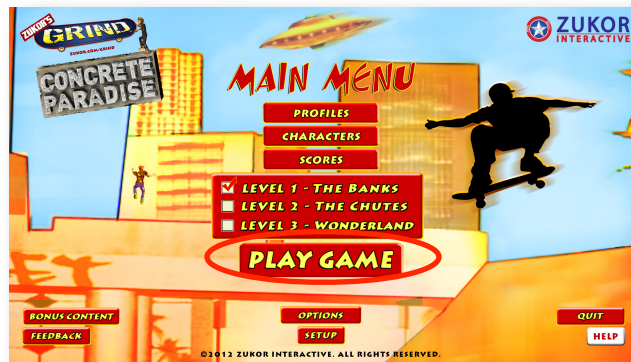 ZUKOR'S
GRIND
ZUKOR.COM/GRIND
CONCRETE
PARADISE
ZUKOR
INTERACTIVE
MAIN MENU
PROFILES
CHARACTERS
SCORES
LEVEL 1 - THE BANKS
LEVEL 2 - THE CHUTES
LEVEL 3 - WONDERLAND
PLAY GAME
BONUS CONTENT
OPTIONS
QUIT
FEEDBACK
SETUP
HELP
©2012 ZUKOR INTERACTIVE. ALL RIGHTS RESERVED.